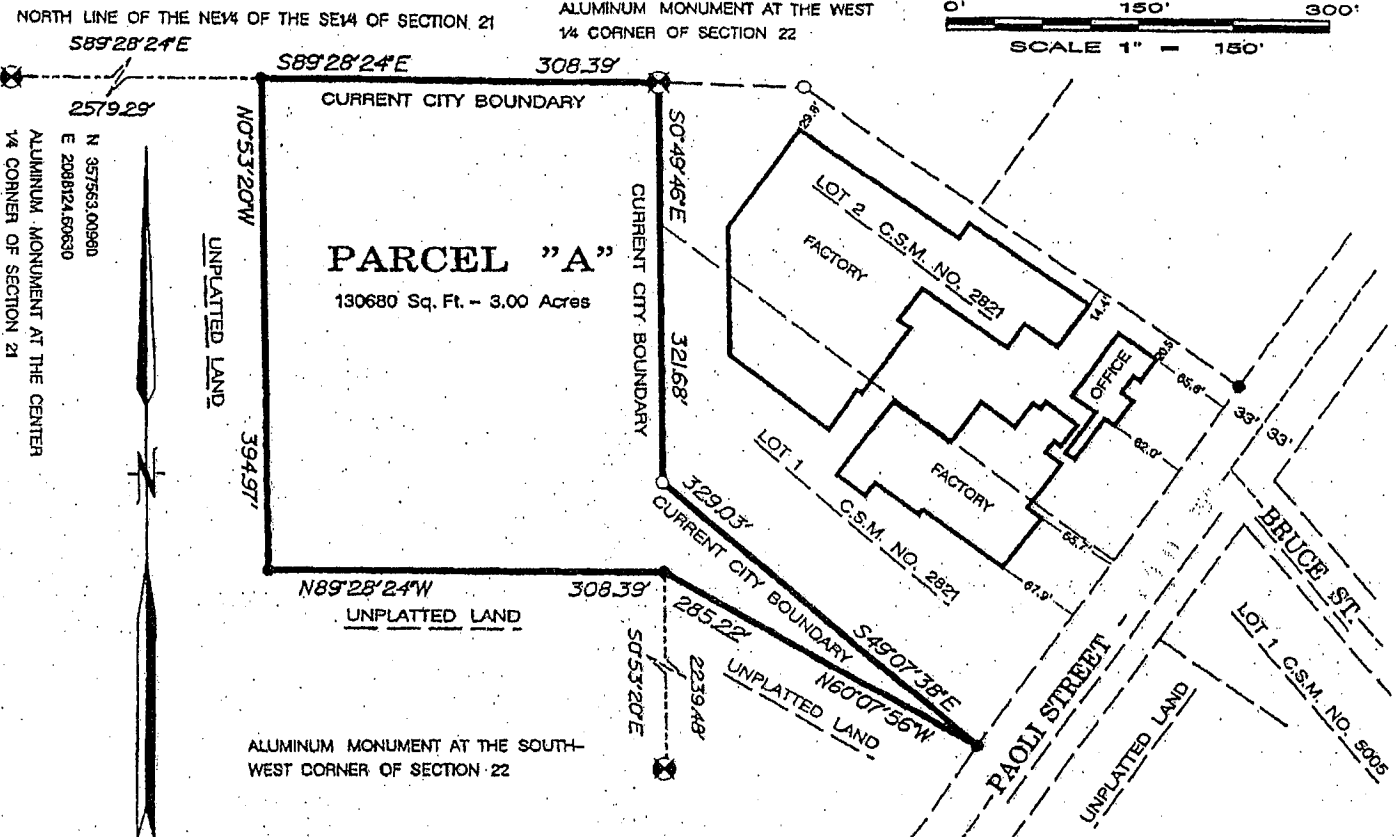 NORTH LINE OF THE NE1/4 OF THE SE1/4 OF SECTION 21
ALUMINUM MONUMENT AT THE WEST
1/4 CORNER OF SECTION 22
0' 150' 300'
SCALE 1" = 150'
S89°28'24"E
2579.29'
S89°28'24"E 308.39'
CURRENT CITY BOUNDARY
N 357563.00960
E 2088124.60630
ALUMINUM MONUMENT AT THE CENTER
1/4 CORNER OF SECTION 21
N0°53'20"W
394.97'
UNPLATTED LAND
PARCEL "A"
130680 Sq. Ft. - 3.00 Acres
S0°49'46"E
321.68'
CURRENT CITY BOUNDARY
29.8'
LOT 2 C.S.M. NO. 2821
FACTORY
14.4'
20.5
OFFICE
65.6'
33' 33'
62.0'
FACTORY
65.7'
67.9'
LOT 1 C.S.M. NO. 2821
329.03'
CURRENT CITY BOUNDARY
S49°07'38"E
N89°28'24"W 308.39'
UNPLATTED LAND
285.22'
N60°07'56"W
UNPLATTED LAND
S0°53'20"E
2239.48'
ALUMINUM MONUMENT AT THE SOUTH-
WEST CORNER OF SECTION 22
PAOLI STREET
BRUCE ST.
UNPLATTED LAND
LOT 1 C.S.M. NO. 5005
N